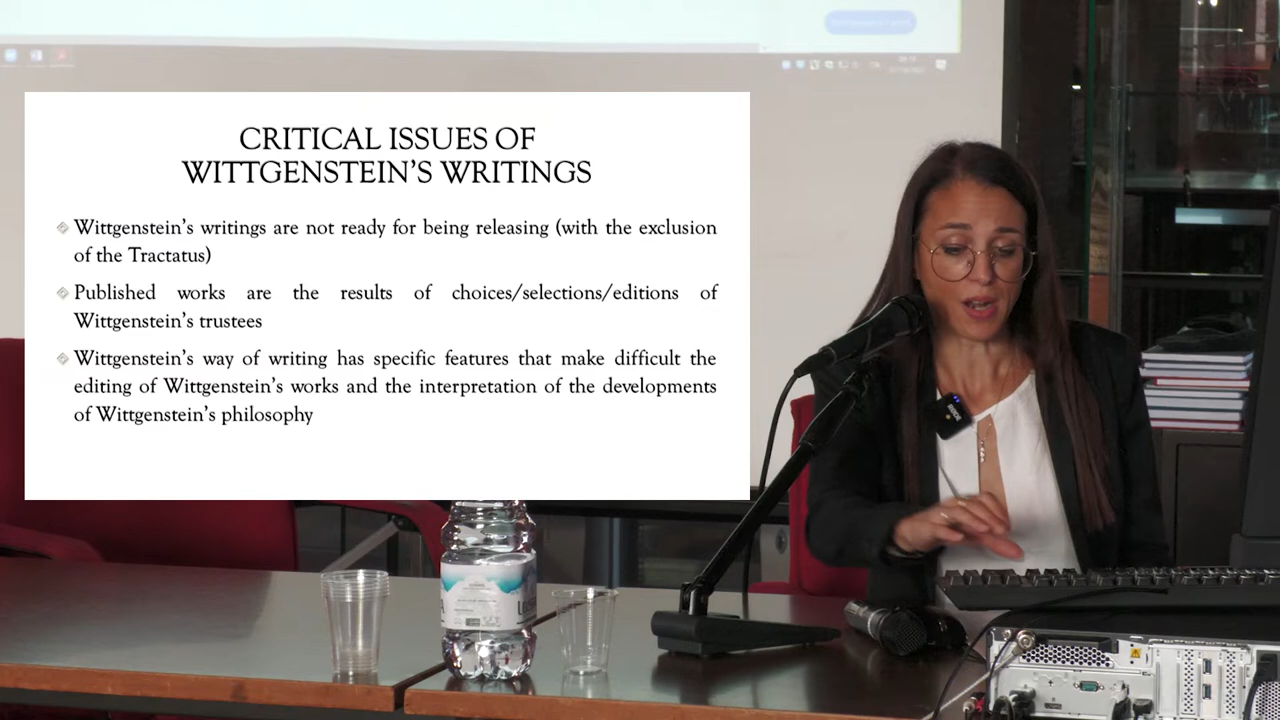 CRITICAL ISSUES OF
WITTGENSTEIN'S WRITINGS
Wittgenstein's writings are not ready for being releasing (with the exclusion
of the Tractatus)
Published works are the results of choices/selections/editions of
Wittgenstein's trustees
Wittgenstein's way of writing has specific features that make difficult the
editing of Wittgenstein's works and the interpretation of the developments
of Wittgenstein's philosophy
RODE